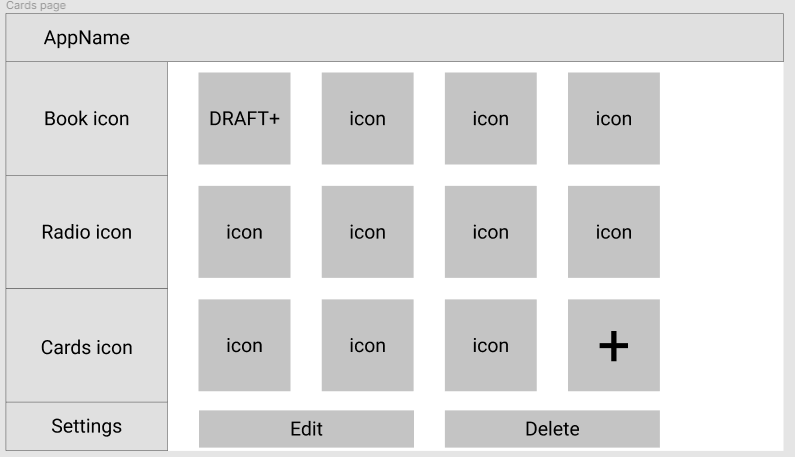 Cards page
AppName
Book icon
DRAFT+
icon
icon
icon
Radio icon
icon
icon
icon
icon
Cards icon
icon
icon
icon
+
Settings
Edit
Delete